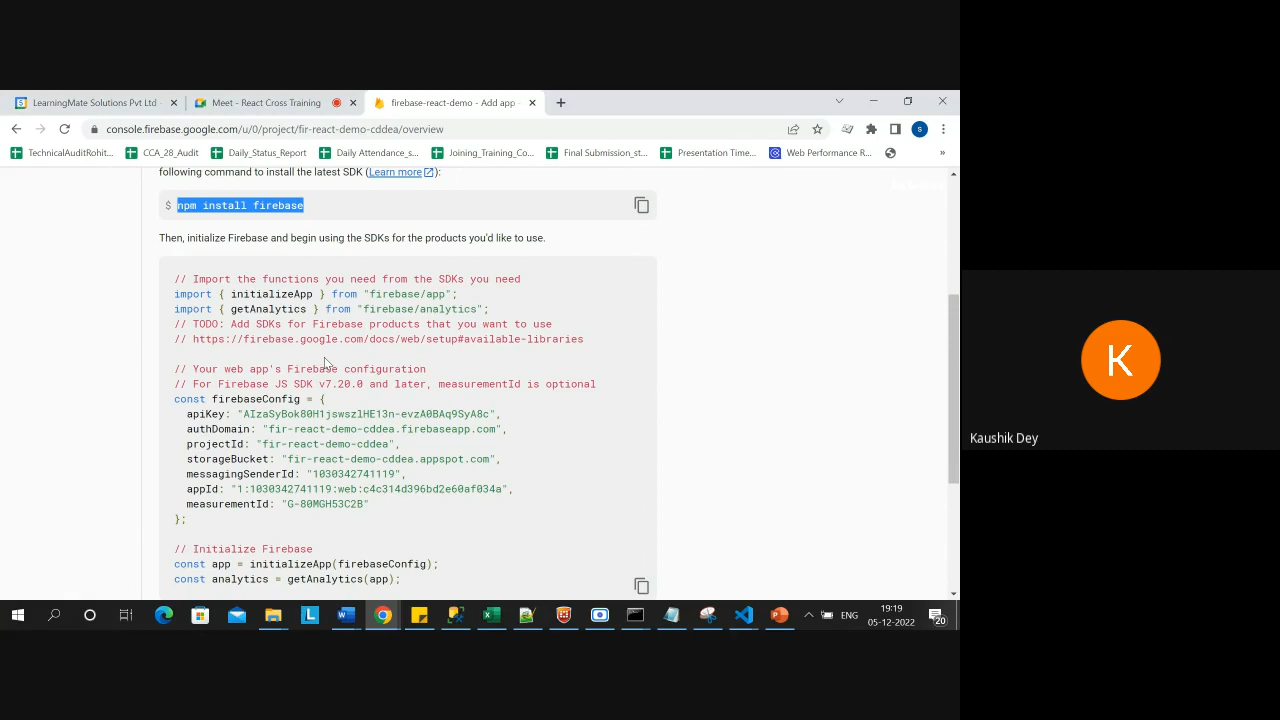 LearningMate Solutions Pvt Ltd
Meet - React Cross Training
firebase-react-demo - Add app
console.firebase.google.com/u/0/project/fir-react-demo-cddea/overview
S
TechnicalAuditRohit...
CCA_28_Audit
Daily_Status_Report
Daily Attendance_s...
Joining_Training_Co...
Final Submission_st...
Presentation Time...
Web Performance R...
»
following command to install the latest SDK (Learn more):
$ npm install firebase
Then, initialize Firebase and begin using the SDKs for the products you'd like to use.
// Import the functions you need from the SDKs you need
import { initializeApp } from "firebase/app";
import { getAnalytics } from "firebase/analytics";
// TODO: Add SDKs for Firebase products that you want to use
// https://firebase.google.com/docs/web/setup#available-libraries
// Your web app's Firebase configuration
// For Firebase JS SDK v7.20.0 and later, measurementId is optional
const firebaseConfig = {
apiKey: "AIzaSyBok80H1jswszlHE13n-evzA0BAq9SyA8c",
authDomain: "fir-react-demo-cddea.firebaseapp.com",
projectId: "fir-react-demo-cddea",
storageBucket: "fir-react-demo-cddea.appspot.com",
messagingSenderId: "1030342741119",
appId: "1:1030342741119:web:c4c314d396bd2e60af034a",
measurementId: "G-80MGH53C2B"
};
// Initialize Firebase
const app = initializeApp(firebaseConfig);
const analytics = getAnalytics(app);
K
Kaushik Dey
ENG
19:19
05-12-2022
20